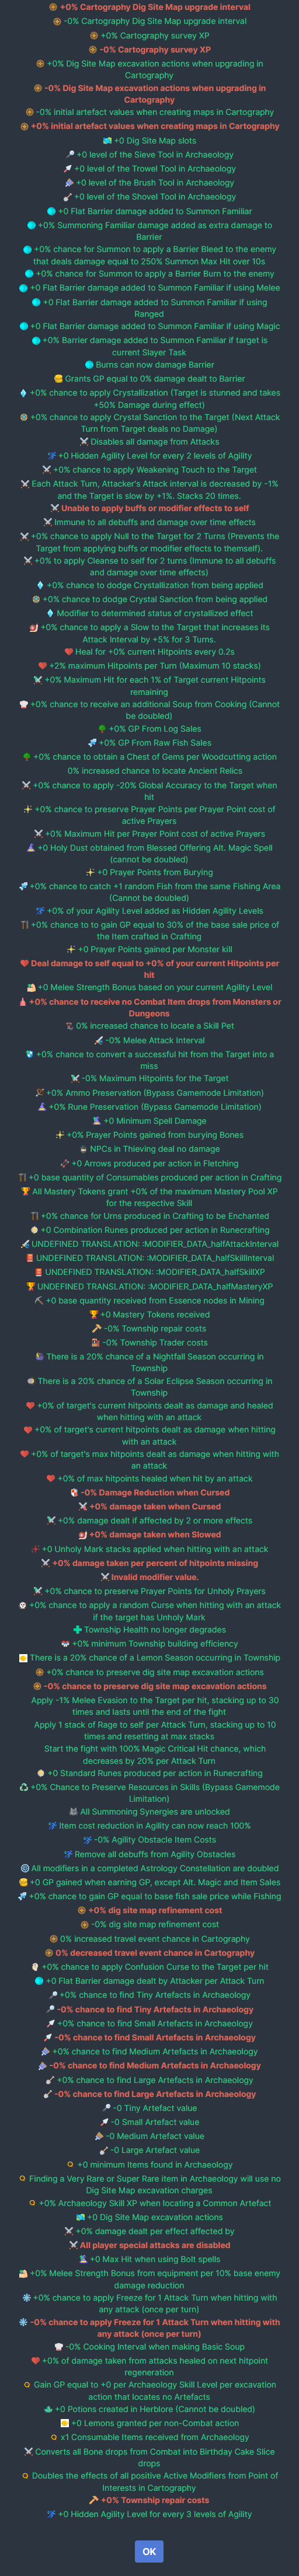 +0% Cartography Dig Site Map upgrade interval
-0% Cartography Dig Site Map upgrade interval
+0% Cartography survey XP
-0% Cartography survey XP
+0% Dig Site Map excavation actions when upgrading in
Cartography
-0% Dig Site Map excavation actions when upgrading in
Cartography
-0% initial artefact values when creating maps in Cartography
+0% initial artefact values when creating maps in Cartography
+0 Dig Site Map slots
+0 level of the Sieve Tool in Archaeology
+0 level of the Trowel Tool in Archaeology
+0 level of the Brush Tool in Archaeology
+0 level of the Shovel Tool in Archaeology
+0 Flat Barrier damage added to Summon Familiar
+0% Summoning Familiar damage added as extra damage to
Barrier
+0% chance for Summon to apply a Barrier Bleed to the enemy
that deals damage equal to 250% Summon Max Hit over 10s
+0% chance for Summon to apply a Barrier Burn to the enemy
+0 Flat Barrier damage added to Summon Familiar if using Melee
+0 Flat Barrier damage added to Summon Familiar if using
Ranged
+0 Flat Barrier damage added to Summon Familiar if using Magic
+0% Barrier damage added to Summon Familiar if target is
current Slayer Task
Burns can now damage Barrier
Grants GP equal to 0% damage dealt to Barrier
+0% chance to apply Crystallization (Target is stunned and takes
+50% Damage during effect)
+0% chance to apply Crystal Sanction to the Target (Next Attack
Turn from Target deals no Damage)
Disables all damage from Attacks
+0 Hidden Agility Level for every 2 levels of Agility
+0% chance to apply Weakening Touch to the Target
Each Attack Turn, Attacker's Attack interval is decreased by -1%
and the Target is slow by +1%. Stacks 20 times.
Unable to apply buffs or modifier effects to self
Immune to all debuffs and damage over time effects
+0% chance to apply Null to the Target for 2 Turns (Prevents the
Target from applying buffs or modifier effects to themself).
+0% to apply Cleanse to self for 2 turns (Immune to all debuffs
and damage over time effects)
+0% chance to dodge Crystallization from being applied
+0% chance to dodge Crystal Sanction from being applied
Modifier to determined status of crystallized effect
+0% chance to apply a Slow to the Target that increases its
Attack Interval by +5% for 3 Turns.
Heal for +0% current Hitpoints every 0.2s
+2% maximum Hitpoints per Turn (Maximum 10 stacks)
+0% Maximum Hit for each 1% of Target current Hitpoints
remaining
+0% chance to receive an additional Soup from Cooking (Cannot
be doubled)
+0% GP From Log Sales
+0% GP From Raw Fish Sales
+0% chance to obtain a Chest of Gems per Woodcutting action
0% increased chance to locate Ancient Relics
+0% chance to apply -20% Global Accuracy to the Target when
hit
+0% chance to preserve Prayer Points per Prayer Point cost of
active Prayers
+0% Maximum Hit per Prayer Point cost of active Prayers
+0 Holy Dust obtained from Blessed Offering Alt. Magic Spell
(cannot be doubled)
+0 Prayer Points from Burying
+0% chance to catch +1 random Fish from the same Fishing Area
(Cannot be doubled)
+0% of your Agility Level added as Hidden Agility Levels
+0% chance to to gain GP equal to 30% of the base sale price of
the Item crafted in Crafting
+0 Prayer Points gained per Monster kill
Deal damage to self equal to +0% of your current Hitpoints per
hit
+0 Melee Strength Bonus based on your current Agility Level
+0% chance to receive no Combat Item drops from Monsters or
Dungeons
0% increased chance to locate a Skill Pet
-0% Melee Attack Interval
+0% chance to convert a successful hit from the Target into a
miss
-0% Maximum Hitpoints for the Target
+0% Ammo Preservation (Bypass Gamemode Limitation)
+0% Rune Preservation (Bypass Gamemode Limitation)
+0 Minimum Spell Damage
+0% Prayer Points gained from burying Bones
NPCs in Thieving deal no damage
+0 Arrows produced per action in Fletching
+0 base quantity of Consumables produced per action in Crafting
All Mastery Tokens grant +0% of the maximum Mastery Pool XP
for the respective Skill
+0% chance for Urns produced in Crafting to be Enchanted
+0 Combination Runes produced per action in Runecrafting
UNDEFINED TRANSLATION: :MODIFIER_DATA_halfAttackInterval
UNDEFINED TRANSLATION: :MODIFIER_DATA_halfSkillInterval
UNDEFINED TRANSLATION: :MODIFIER_DATA_halfSkillXP
UNDEFINED TRANSLATION: :MODIFIER_DATA_halfMasteryXP
+0 base quantity received from Essence nodes in Mining
+0 Mastery Tokens received
-0% Township repair costs
-0% Township Trader costs
There is a 20% chance of a Nightfall Season occurring in
Township
There is a 20% chance of a Solar Eclipse Season occurring in
Township
+0% of target's current hitpoints dealt as damage and healed
when hitting with an attack
+0% of target's current hitpoints dealt as damage when hitting
with an attack
+0% of target's max hitpoints dealt as damage when hitting with
an attack
+0% of max hitpoints healed when hit by an attack
-0% Damage Reduction when Cursed
+0% damage taken when Cursed
+0% damage dealt if affected by 2 or more effects
+0% damage taken when Slowed
+0 Unholy Mark stacks applied when hitting with an attack
+0% damage taken per percent of hitpoints missing
Invalid modifier value.
+0% chance to preserve Prayer Points for Unholy Prayers
+0% chance to apply a random Curse when hitting with an attack
if the target has Unholy Mark
Township Health no longer degrades
+0% minimum Township building efficiency
There is a 20% chance of a Lemon Season occurring in Township
+0% chance to preserve dig site map excavation actions
-0% chance to preserve dig site map excavation actions
Apply -1% Melee Evasion to the Target per hit, stacking up to 30
times and lasts until the end of the fight
Apply 1 stack of Rage to self per Attack Turn, stacking up to 10
times and resetting at max stacks
Start the fight with 100% Magic Critical Hit chance, which
decreases by 20% per Attack Turn
+0 Standard Runes produced per action in Runecrafting
+0% Chance to Preserve Resources in Skills (Bypass Gamemode
Limitation)
All Summoning Synergies are unlocked
Item cost reduction in Agility can now reach 100%
-0% Agility Obstacle Item Costs
Remove all debuffs from Agility Obstacles
All modifiers in a completed Astrology Constellation are doubled
+0 GP gained when earning GP, except Alt. Magic and Item Sales
+0% chance to gain GP equal to base fish sale price while Fishing
+0% dig site map refinement cost
-0% dig site map refinement cost
0% increased travel event chance in Cartography
0% decreased travel event chance in Cartography
+0% chance to apply Confusion Curse to the Target per hit
+0 Flat Barrier damage dealt by Attacker per Attack Turn
+0% chance to find Tiny Artefacts in Archaeology
-0% chance to find Tiny Artefacts in Archaeology
+0% chance to find Small Artefacts in Archaeology
-0% chance to find Small Artefacts in Archaeology
+0% chance to find Medium Artefacts in Archaeology
-0% chance to find Medium Artefacts in Archaeology
+0% chance to find Large Artefacts in Archaeology
-0% chance to find Large Artefacts in Archaeology
-0 Tiny Artefact value
-0 Small Artefact value
-0 Medium Artefact value
-0 Large Artefact value
+0 minimum Items found in Archaeology
Finding a Very Rare or Super Rare item in Archaeology will use no
Dig Site Map excavation charges
+0% Archaeology Skill XP when locating a Common Artefact
+0 Dig Site Map excavation actions
+0% damage dealt per effect affected by
All player special attacks are disabled
+0 Max Hit when using Bolt spells
+0% Melee Strength Bonus from equipment per 10% base enemy
damage reduction
+0% chance to apply Freeze for 1 Attack Turn when hitting with
any attack (once per turn)
-0% chance to apply Freeze for 1 Attack Turn when hitting with
any attack (once per turn)
-0% Cooking Interval when making Basic Soup
+0% of damage taken from attacks healed on next hitpoint
regeneration
Gain GP equal to +0 per Archaeology Skill Level per excavation
action that locates no Artefacts
+0 Potions created in Herblore (Cannot be doubled)
+0 Lemons granted per non-Combat action
x1 Consumable Items received from Archaeology
Converts all Bone drops from Combat into Birthday Cake Slice
drops
Doubles the effects of all positive Active Modifiers from Point of
Interests in Cartography
+0% Township repair costs
+0 Hidden Agility Level for every 3 levels of Agility
OK